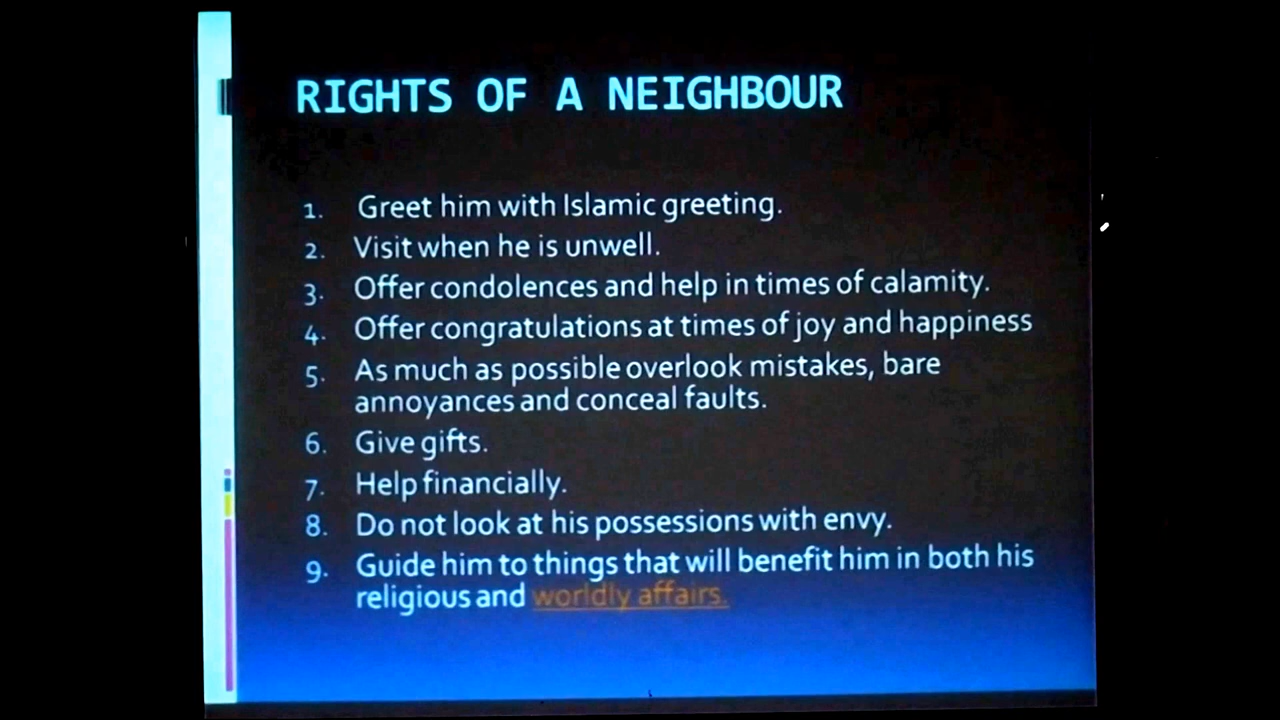 RIGHTS OF A NEIGHBOUR
1. Greet him with Islamic greeting.
2. Visit when he is unwell.
3. Offer condolences and help in times of calamity.
4. Offer congratulations at times of joy and happiness
5. As much as possible overlook mistakes, bare
annoyances and conceal faults.
6. Give gifts.
7. Help financially.
8. Do not look at his possessions with envy.
9. Guide him to things that will benefit him in both his
religious and worldly affairs.